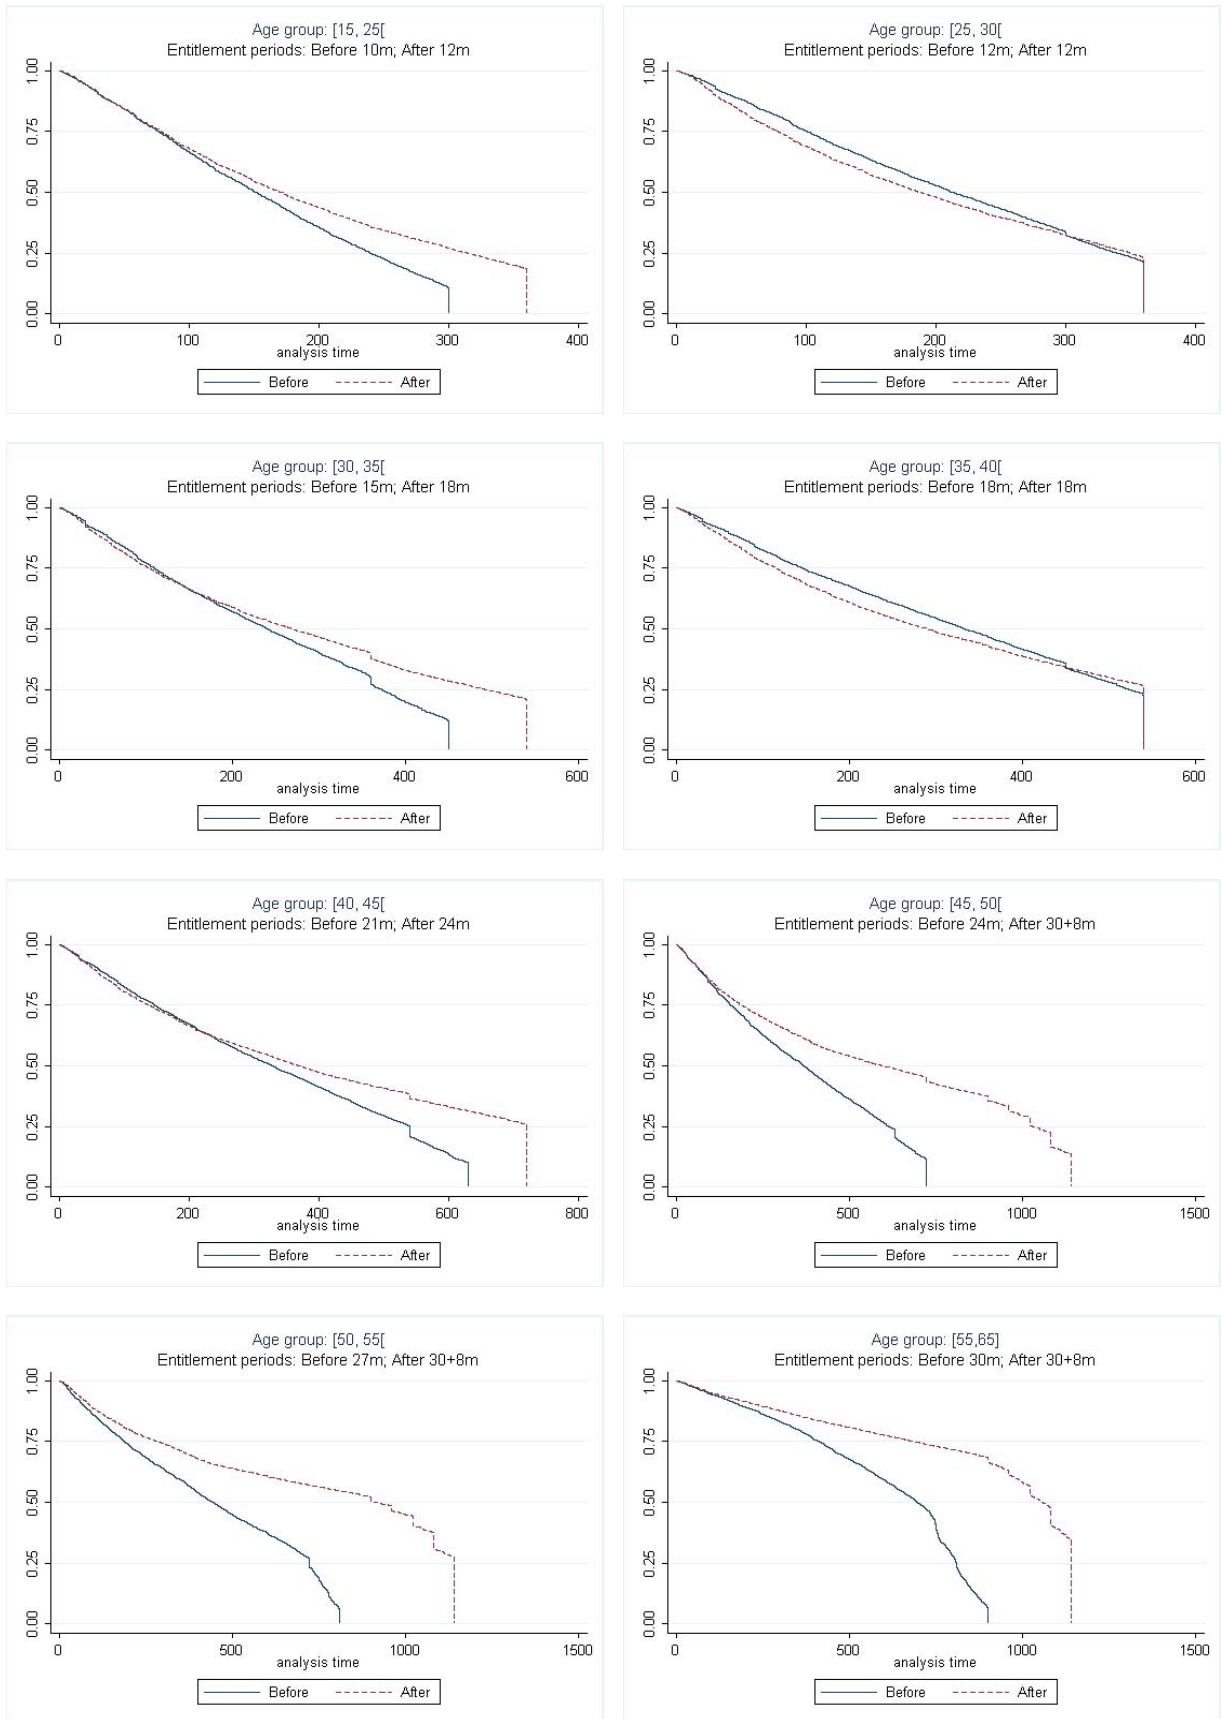 Age group: [15, 25[
Entitlement periods: Before 10m; After 12m
1.00
0.75
0.50
0.25
0.00
0 100 200 300 400
analysis time
Before After
Age group: [25, 30[
Entitlement periods: Before 12m; After 12m
1.00
0.75
0.50
0.25
0.00
0 100 200 300 400
analysis time
Before After
Age group: [30, 35[
Entitlement periods: Before 15m; After 18m
1.00
0.75
0.50
0.25
0.00
0 200 400 600
analysis time
Before After
Age group: [35, 40[
Entitlement periods: Before 18m; After 18m
1.00
0.75
0.50
0.25
0.00
0 200 400 600
analysis time
Before After
Age group: [40, 45[
Entitlement periods: Before 21m; After 24m
1.00
0.75
0.50
0.25
0.00
0 200 400 600 800
analysis time
Before After
Age group: [45, 50[
Entitlement periods: Before 24m; After 30+8m
1.00
0.75
0.50
0.25
0.00
0 500 1000 1500
analysis time
Before After
Age group: [50, 55[
Entitlement periods: Before 27m; After 30+8m
1.00
0.75
0.50
0.25
0.00
0 500 1000 1500
analysis time
Before After
Age group: [55,65]
Entitlement periods: Before 30m; After 30+8m
1.00
0.75
0.50
0.25
0.00
0 500 1000 1500
analysis time
Before After